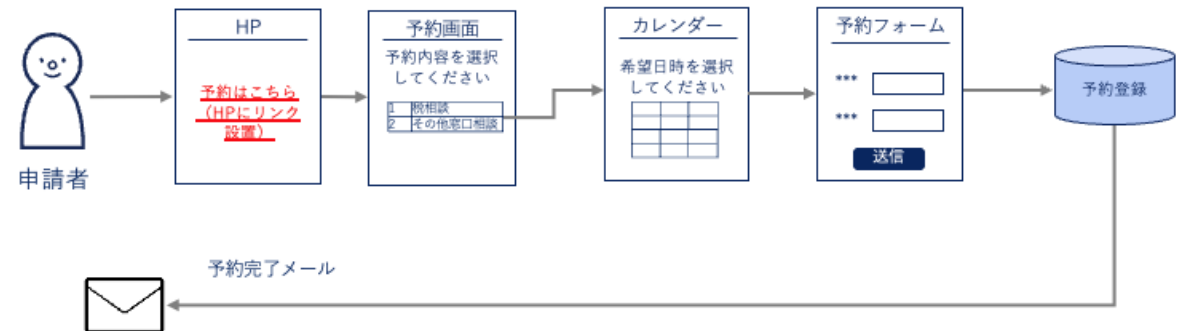 HP
予約はこちら
（HPにリンク
設置）
予約画面
予約内容を選択
してください
1 税相談
2 その他窓口相談
カレンダー
希望日時を選択
してください
予約フォーム
***
***
送信
予約登録
申請者
予約完了メール